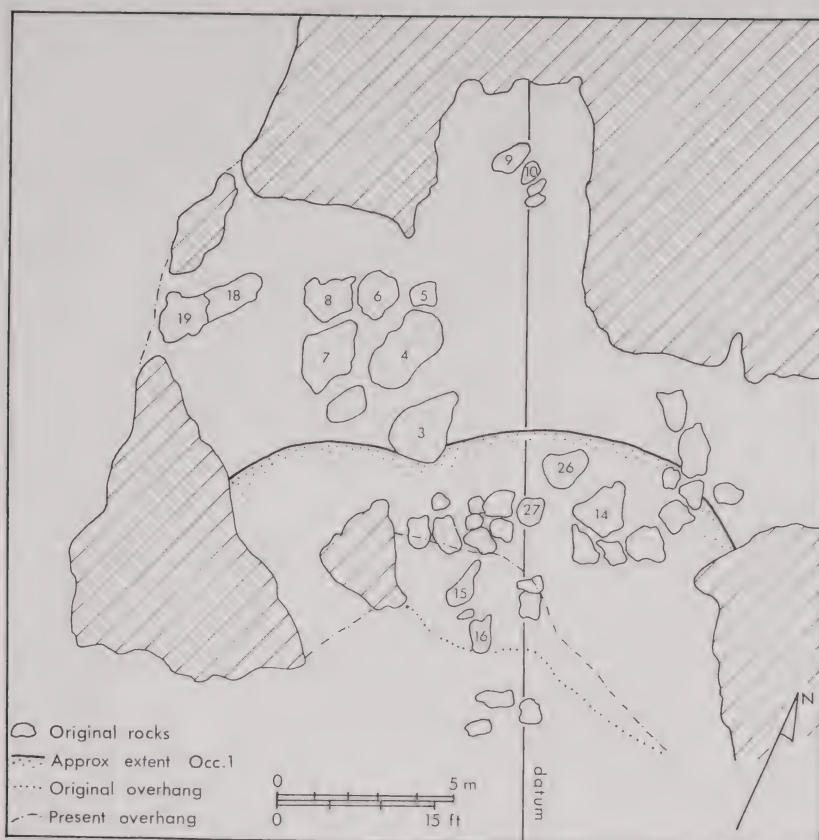 9
10
18
19
8
6
5
7
4
3
26
27
14
15
16
N
Original rocks
Approx extent Occ.1
Original overhang
Present overhang
0 5 m
0 15 ft
datum